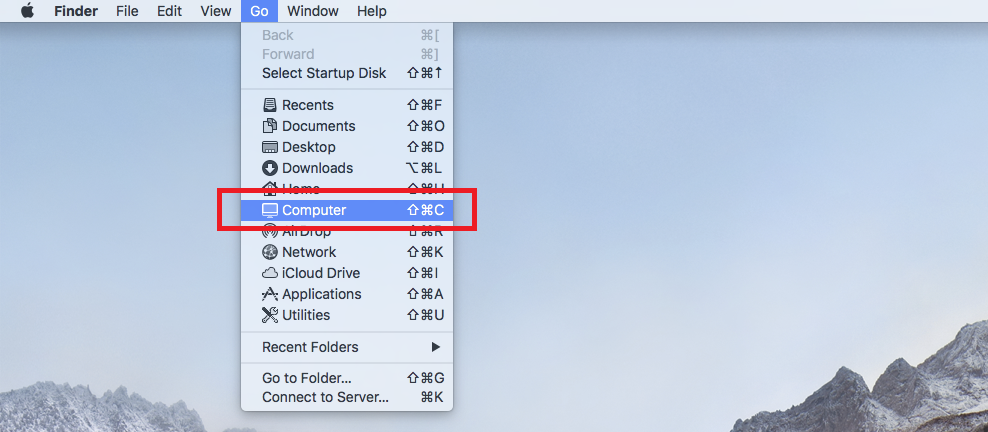 Finder File Edit View Go Window Help
Back ⌘[
Forward ⌘]
Select Startup Disk ⇧⌘↑
Recents ⇧⌘F
Documents ⇧⌘O
Desktop ⇧⌘D
Downloads ⌥⌘L
Home ⇧⌘H
Computer ⇧⌘C
AirDrop ⇧⌘R
Network ⇧⌘K
iCloud Drive ⇧⌘I
Applications ⇧⌘A
Utilities ⇧⌘U
Recent Folders ▶
Go to Folder... ⇧⌘G
Connect to Server... ⌘K